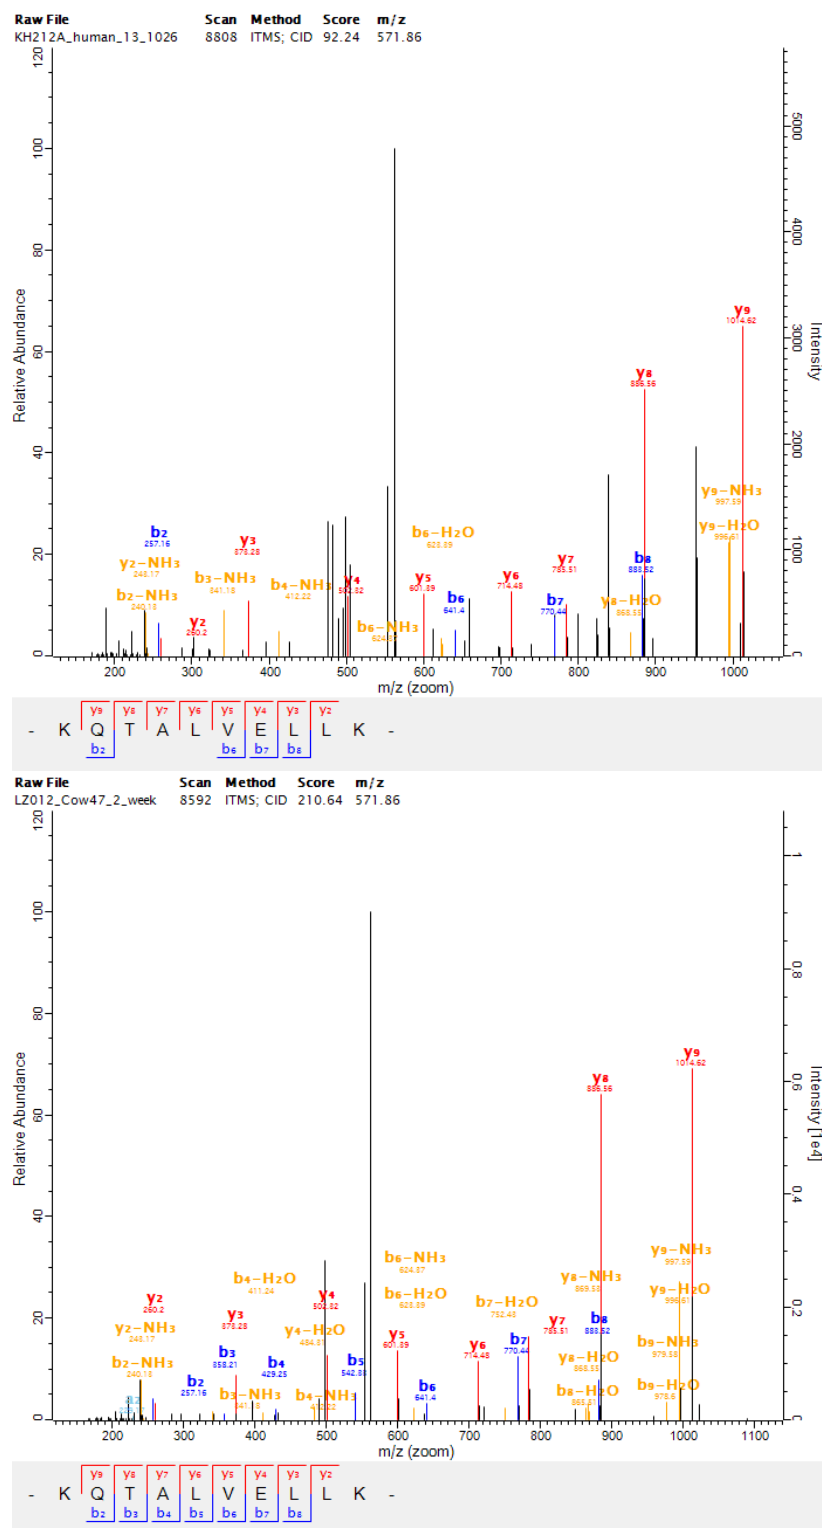 Raw File Scan Method Score m/z
KH212A_human_13_1026 8808 ITMS; CID 92.24 571.86
120
100
80
60
40
20
0
Relative Abundance
5000
4000
3000
2000
1000
0
Intensity
y₉
1014.62
y₈
886.56
y₉-NH₃
997.59
y₉-H₂O
996.61
b₂
257.16
y₂-NH₃
243.17
b₂-NH₃
240.13
y₂
260.2
y₃
373.28
b₃-NH₃
341.18
b₄-NH₃
412.22
y₄
502.32
b₆-H₂O
623.39
b₆-NH₃
y₅
601.39
b₆
641.4
y₆
714.48
y₇
785.51
b₇
770.44
b₈
883.52
y₈-H₂O
868.55
200 300 400 500 600 700 800 900 1000
m/z (zoom)
y₉ y₈ y₇ y₆ y₅ y₄ y₃ y₂
- K Q T A L V E L L K -
b₂ b₆ b₇ b₈
Raw File Scan Method Score m/z
LZ012_Cow47_2_week 8592 ITMS; CID 210.64 571.86
120
100
80
60
40
20
0
Relative Abundance
1
0.8
0.6
0.4
0.2
0
Intensity [1e4]
y₉
1014.62
y₈
886.56
y₂
260.2
y₂-NH₃
243.17
b₂-NH₃
240.13
b₂
257.16
b₄-H₂O
411.24
y₃
373.28
b₃
358.21
b₃-NH₃
341.18
b₄
429.25
y₄
502.32
y₄-H₂O
484.31
b₄-NH₃
412.22
b₅
542.33
b₆-NH₃
624.37
b₆-H₂O
623.39
y₅
601.39
b₆
641.4
b₇-H₂O
752.43
y₆
714.48
b₇
770.44
y₇
785.51
y₈-NH₃
869.53
b₈
883.52
y₈-H₂O
868.55
b₈-H₂O
865.51
y₉-NH₃
997.59
y₉-H₂O
996.61
b₉-NH₃
979.58
b₉-H₂O
978.6
200 300 400 500 600 700 800 900 1000 1100
m/z (zoom)
y₉ y₈ y₇ y₆ y₅ y₄ y₃ y₂
- K Q T A L V E L L K -
b₂ b₃ b₄ b₅ b₆ b₇ b₈